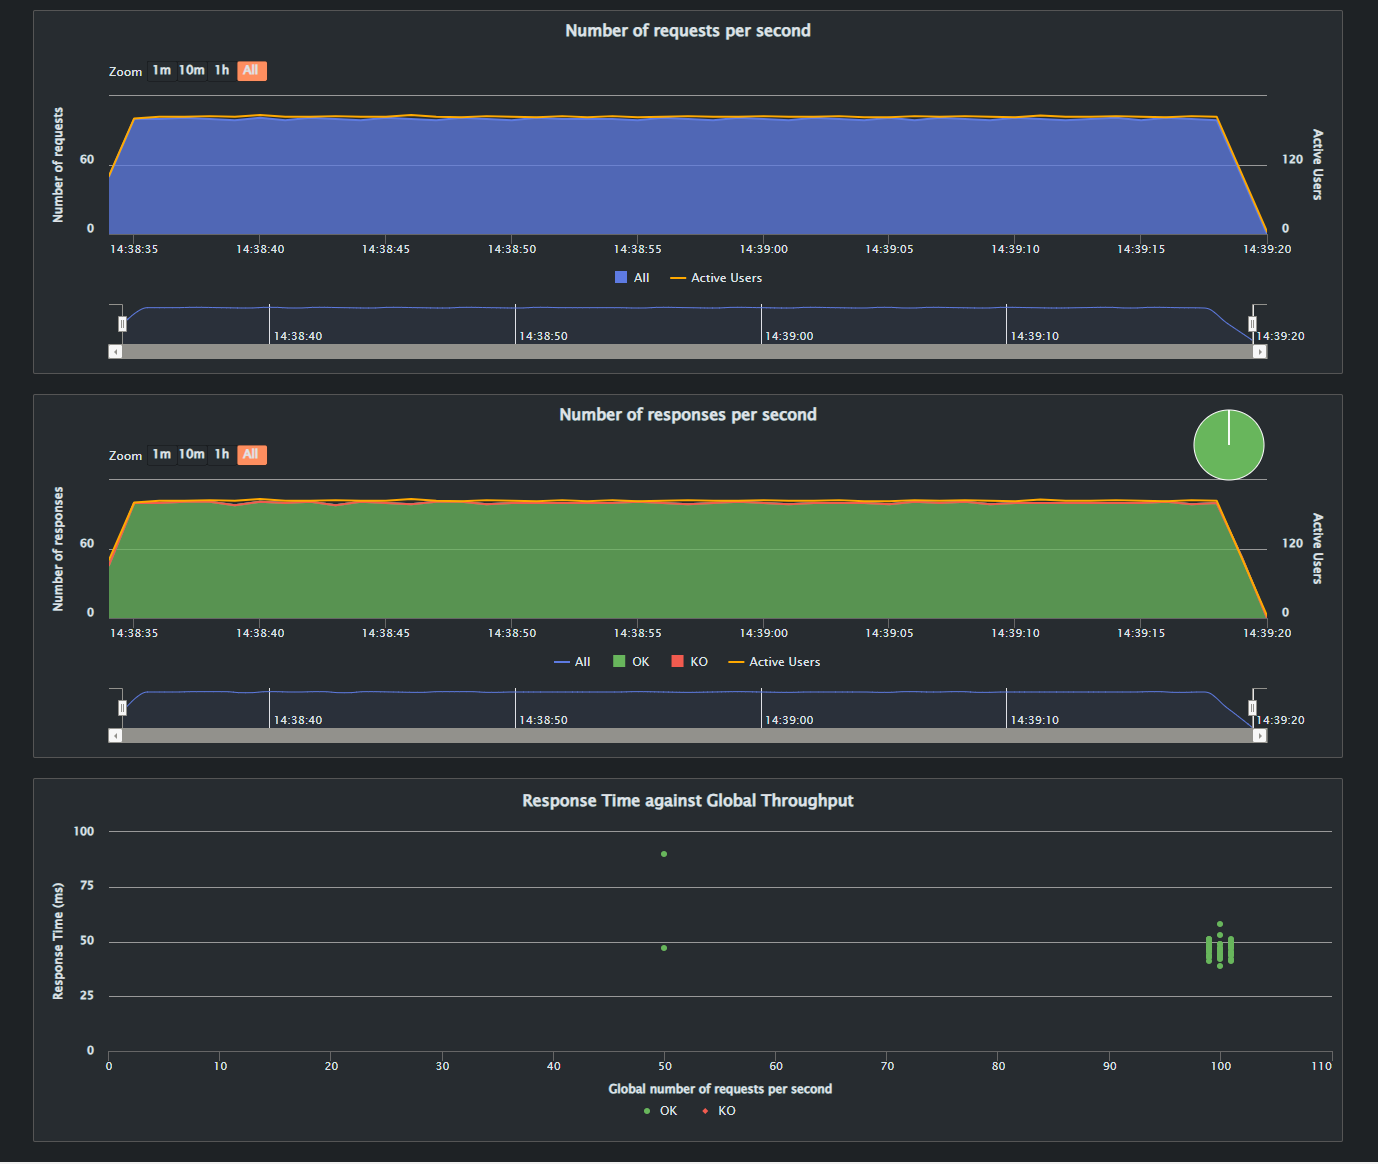 Number of requests per second
Zoom 1m 10m 1h All
Number of requests
Active Users
60 120
0 0
14:38:35 14:38:40 14:38:45 14:38:50 14:38:55 14:39:00 14:39:05 14:39:10 14:39:15 14:39:20
All Active Users
14:38:40 14:38:50 14:39:00 14:39:10 14:39:20
Number of responses per second
Zoom 1m 10m 1h All
Number of responses
Active Users
60 120
0 0
14:38:35 14:38:40 14:38:45 14:38:50 14:38:55 14:39:00 14:39:05 14:39:10 14:39:15 14:39:20
All OK KO Active Users
14:38:40 14:38:50 14:39:00 14:39:10 14:39:20
Response Time against Global Throughput
Response Time (ms)
100
75
50
25
0
0 10 20 30 40 50 60 70 80 90 100 110
Global number of requests per second
OK KO